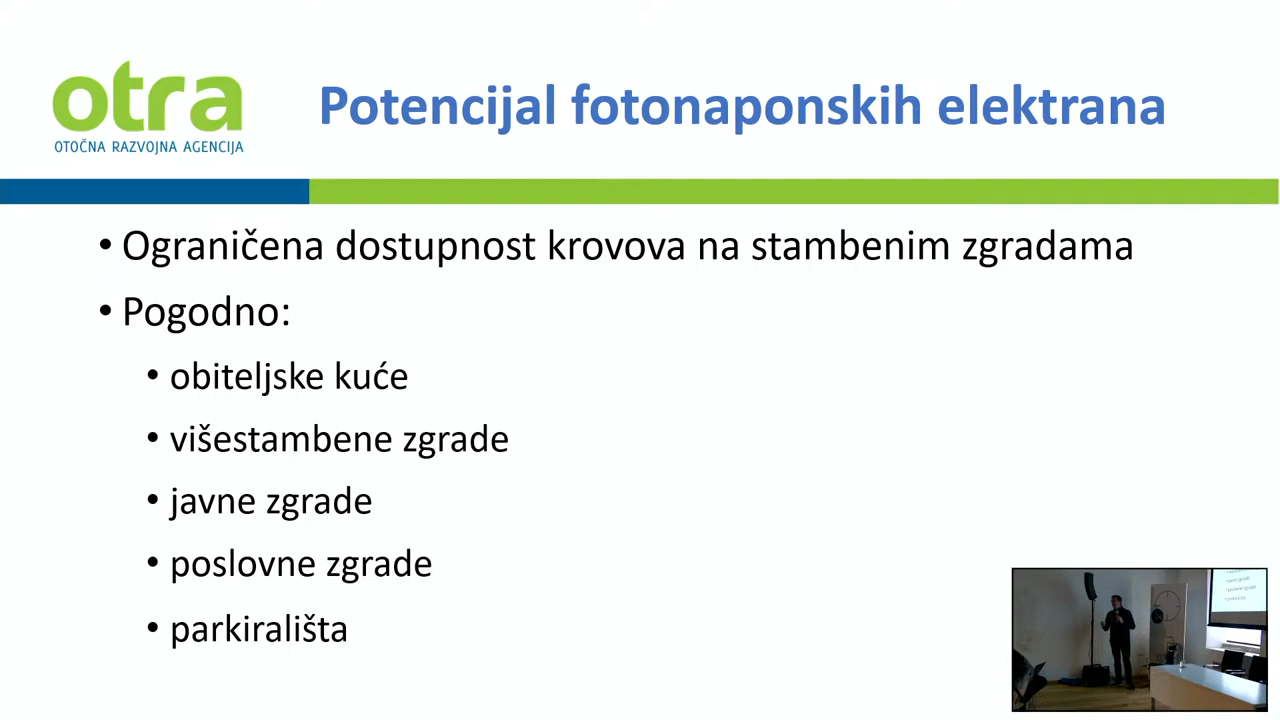 otra
OTOČNA RAZVOJNA AGENCIJA
Potencijal fotonaponskih elektrana
• Ograničena dostupnost krovova na stambenim zgradama
• Pogodno:
• obiteljske kuće
• višestambene zgrade
• javne zgrade
• poslovne zgrade
• parkirališta